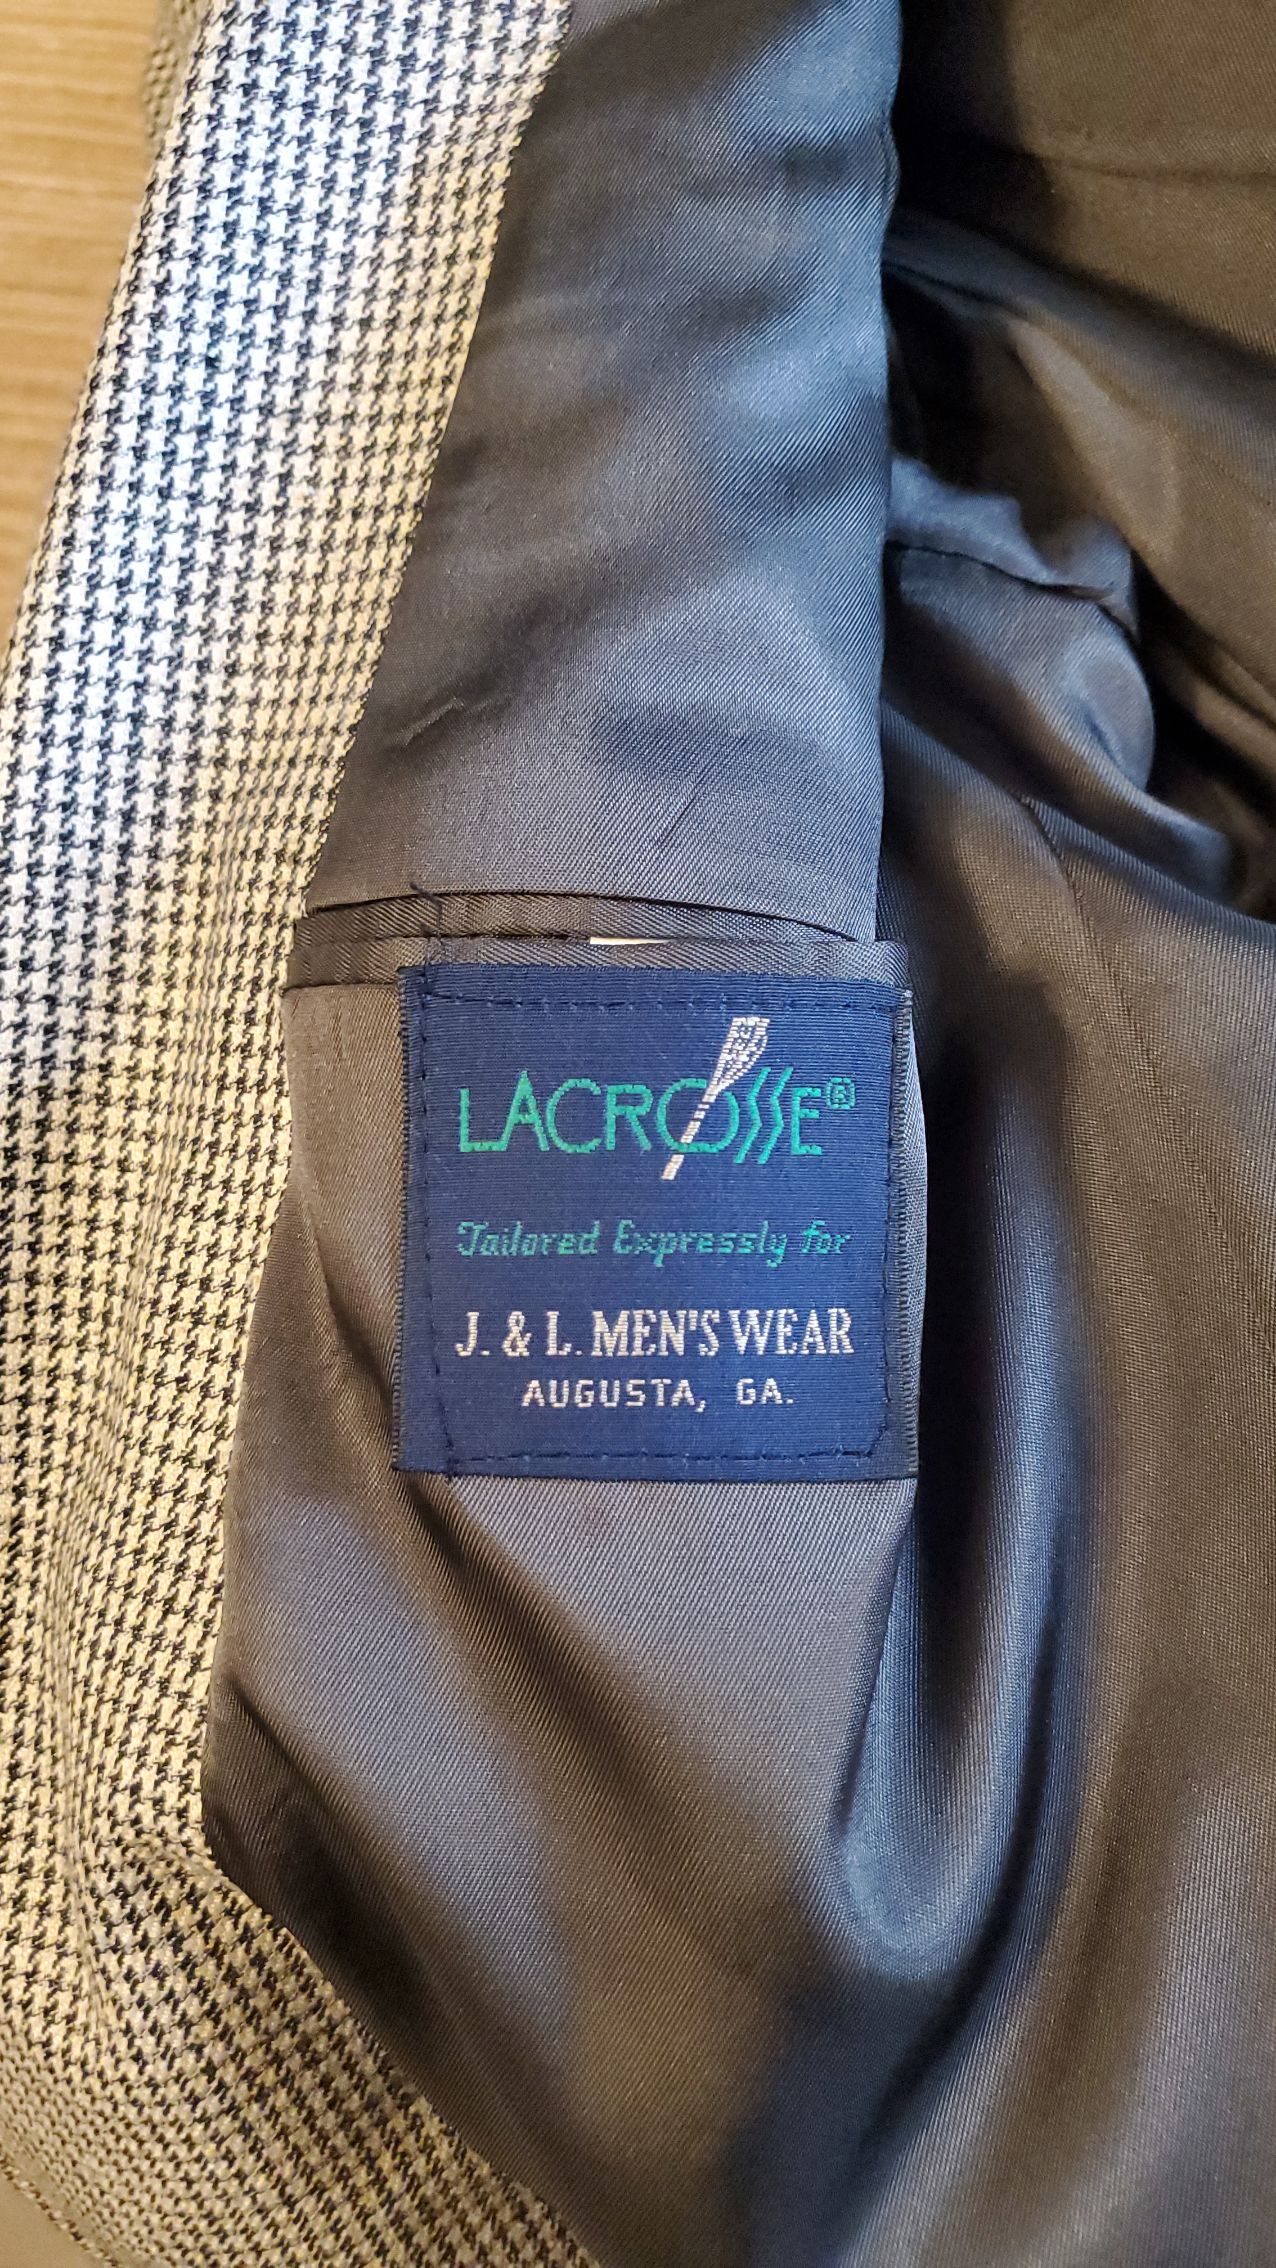 LACROSSE®
Tailored Expressly for
J. & L. MEN'S WEAR
AUGUSTA, GA.